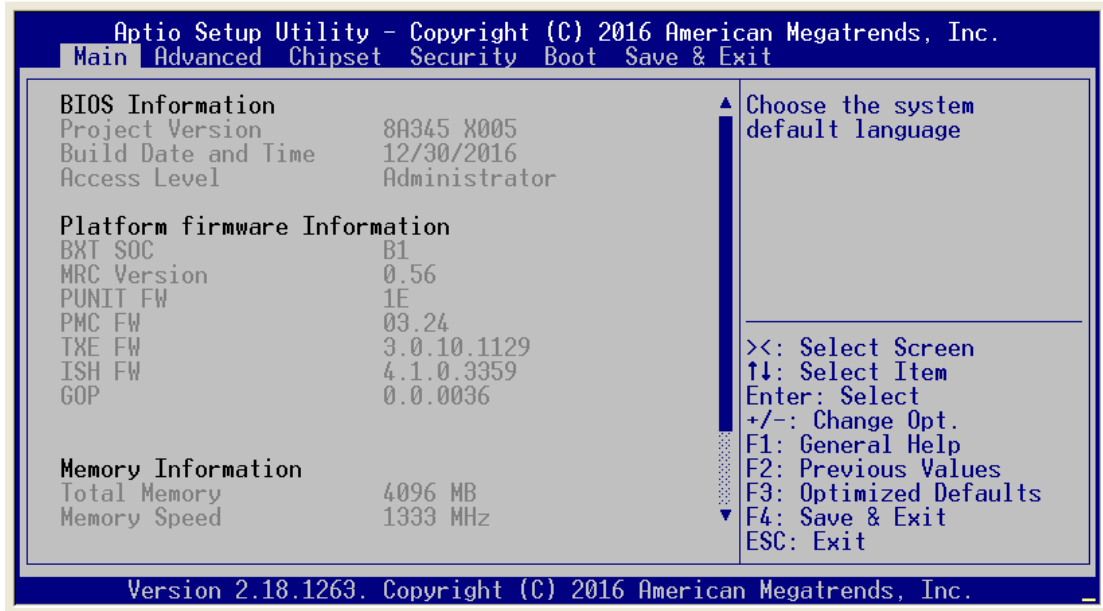 Aptio Setup Utility – Copyright (C) 2016 American Megatrends, Inc.
Main Advanced Chipset Security Boot Save & Exit
BIOS Information
Project Version 8A345 X005
Build Date and Time 12/30/2016
Access Level Administrator
Platform firmware Information
BXT SOC B1
MRC Version 0.56
PUNIT FW 1E
PMC FW 03.24
TXE FW 3.0.10.1129
ISH FW 4.1.0.3359
GOP 0.0.0036
Memory Information
Total Memory 4096 MB
Memory Speed 1333 MHz
Choose the system
default language
><: Select Screen
↑↓: Select Item
Enter: Select
+/-: Change Opt.
F1: General Help
F2: Previous Values
F3: Optimized Defaults
F4: Save & Exit
ESC: Exit
Version 2.18.1263. Copyright (C) 2016 American Megatrends, Inc.